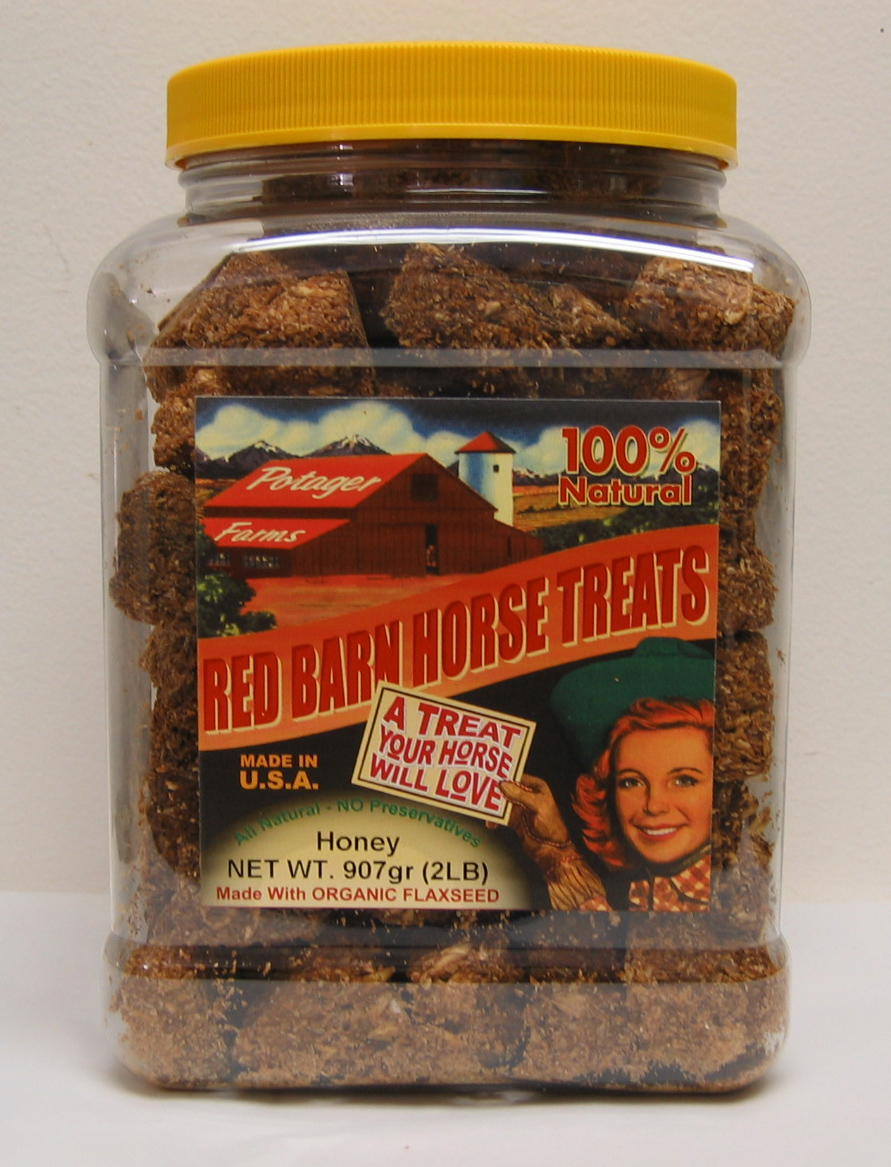 Potager
Farms
100%
Natural
RED BARN HORSE TREATS
A TREAT
YOUR HORSE
WILL LOVE
MADE IN
U.S.A.
All Natural - NO Preservatives
Honey
NET WT. 907gr (2LB)
Made With ORGANIC FLAXSEED